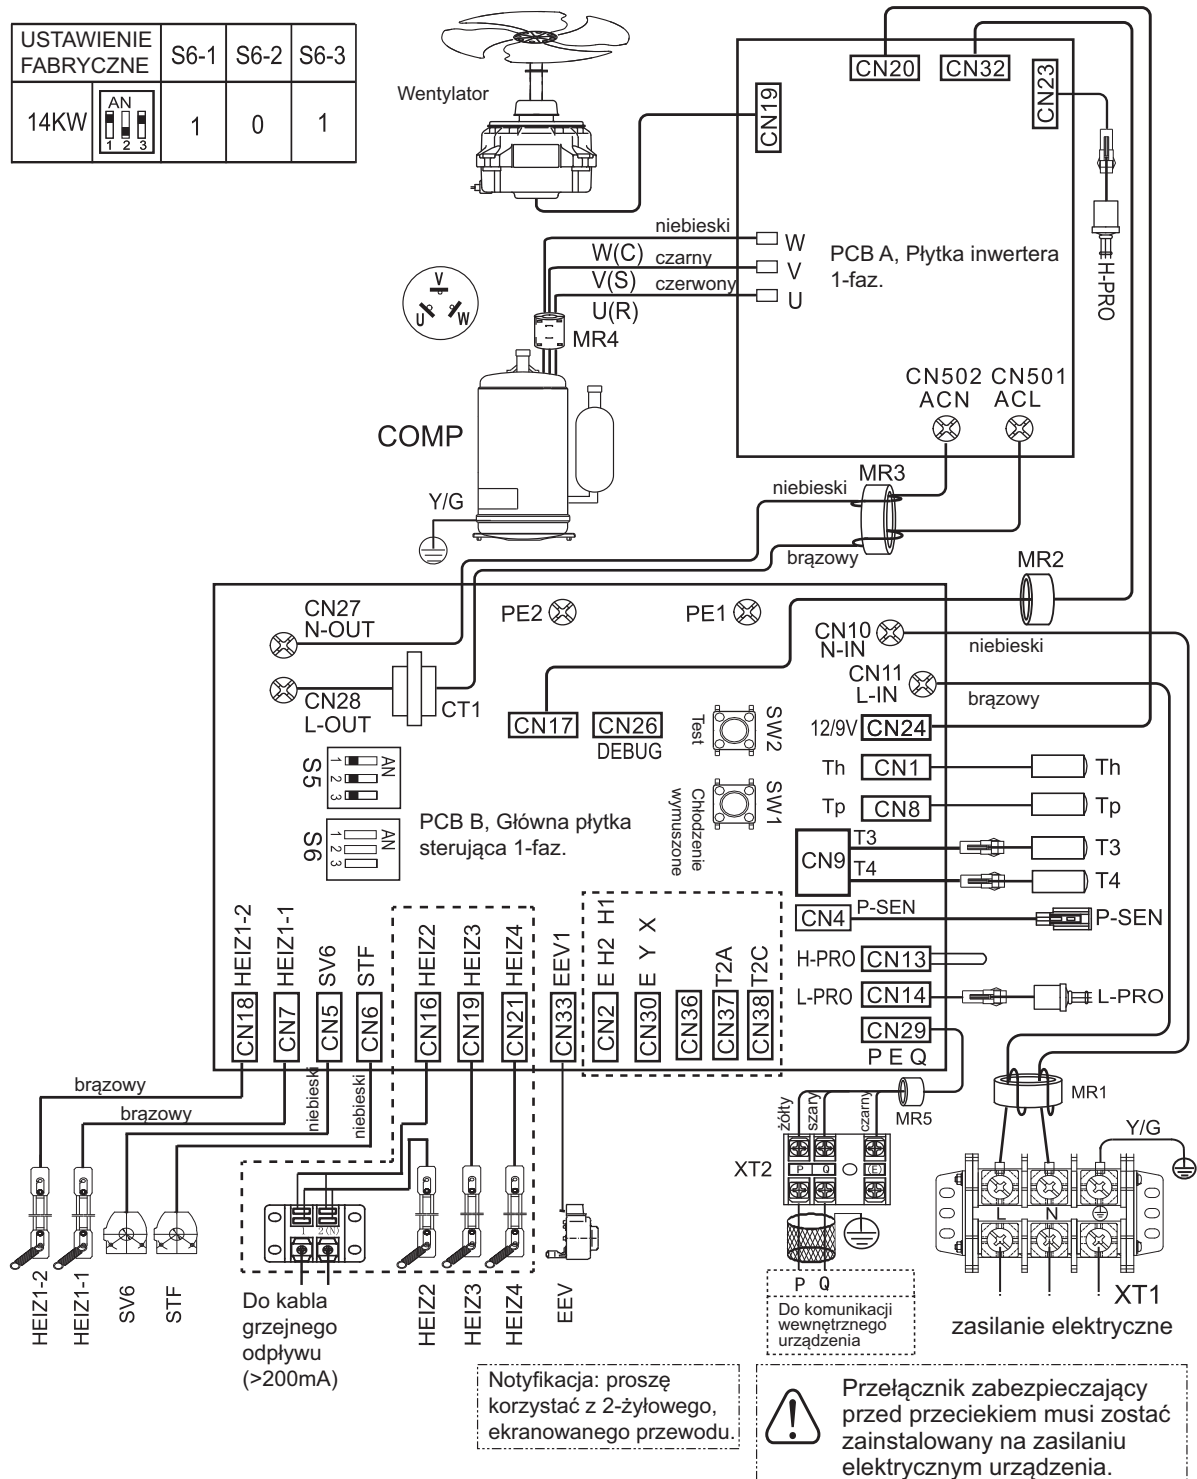 USTAWIENIE
FABRYCZNE
S6-1
S6-2
S6-3
14KW
AN
1 2 3
1
0
1
Wentylator
CN20
CN32
CN23
CN19
H-PRO
PCB A, Płytka inwertera
1-faz.
niebieski
W(C) czarny
V(S) czerwony
U(R)
W
V
U
V
U
W
MR4
COMP
Y/G
CN502
ACN
CN501
ACL
MR3
niebieski
brązowy
MR2
CN27
N-OUT
CN28
L-OUT
CT1
PE2
PE1
CN10
N-IN
niebieski
CN11
L-IN
brązowy
CN17
CN26
DEBUG
Test
SW2
Chłodzenie
wymuszone
SW1
S5
AN
1 2 3
S6
AN
1 2 3
PCB B, Główna płytka
sterująca 1-faz.
12/9V CN24
Th CN1 Th
Tp CN8 Tp
CN9
T3 T3
T4 T4
CN4 P-SEN P-SEN
H-PRO CN13
L-PRO CN14 L-PRO
CN29
P E Q
HEIZ1-2
CN18
HEIZ1-1
CN7
SV6
CN5
STF
CN6
HEIZ2
CN16
HEIZ3
CN19
HEIZ4
CN21
EEV1
CN33
E H2 H1
CN2
E Y X
CN30
CN36
T2A
CN37
T2C
CN38
brązowy
brązowy
niebieski
niebieski
żółty
szary
czarny
MR5
MR1
Y/G
XT2
P Q (E)
P Q
L N
XT1
zasilanie elektryczne
1 2(N)
HEIZ1-2
HEIZ1-1
SV6
STF
Do kabla
grzejnego
odpływu
(>200mA)
HEIZ2
HEIZ3
HEIZ4
EEV
Do komunikacji
wewnętrznego
urządzenia
Notyfikacja: proszę
korzystać z 2-żyłowego,
ekranowanego przewodu.
Przełącznik zabezpieczający
przed przeciekiem musi zostać
zainstalowany na zasilaniu
elektrycznym urządzenia.